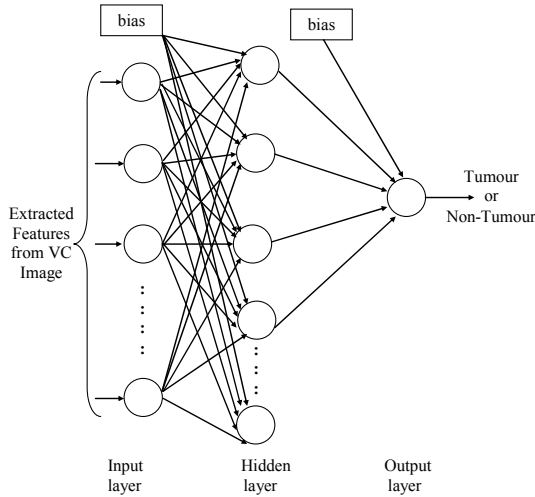 bias
bias
Extracted
Features
from VC
Image
Tumour
or
Non-Tumour
Input
layer
Hidden
layer
Output
layer